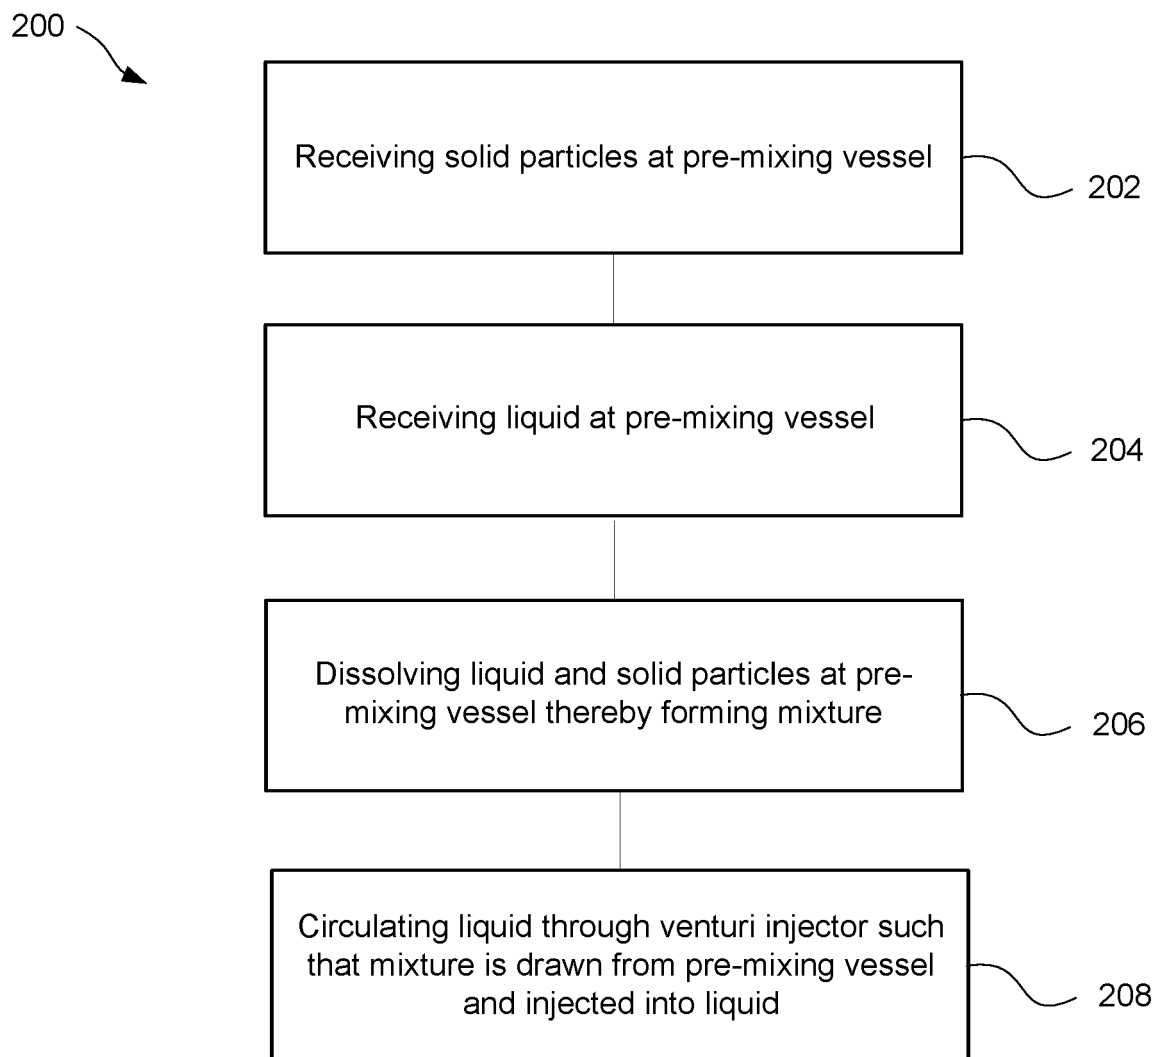 200
Receiving solid particles at pre-mixing vessel
202
Receiving liquid at pre-mixing vessel
204
Dissolving liquid and solid particles at pre-
mixing vessel thereby forming mixture
206
Circulating liquid through venturi injector such
that mixture is drawn from pre-mixing vessel
and injected into liquid
208